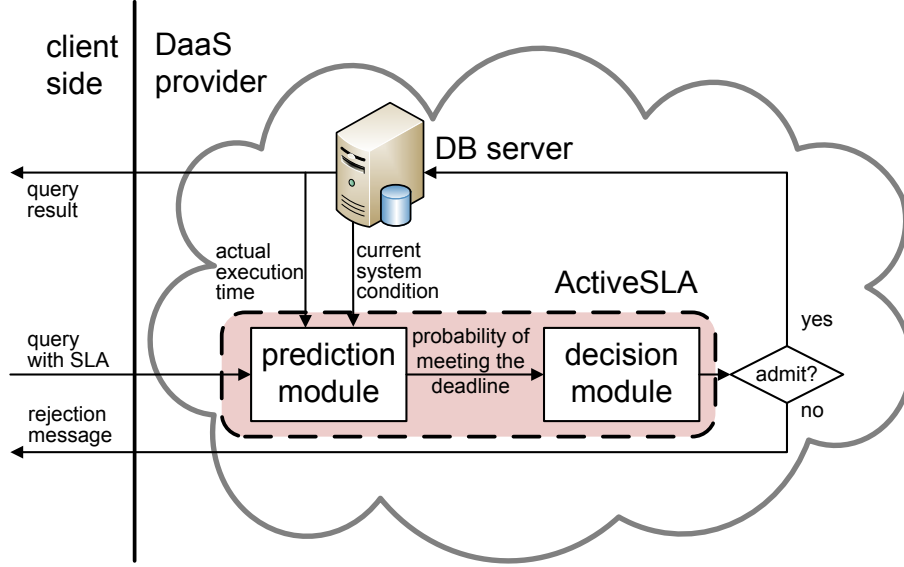 client
side
DaaS
provider
DB server
query
result
actual
execution
time
current
system
condition
ActiveSLA
query
with SLA
prediction
module
probability of
meeting the
deadline
decision
module
admit?
yes
no
rejection
message